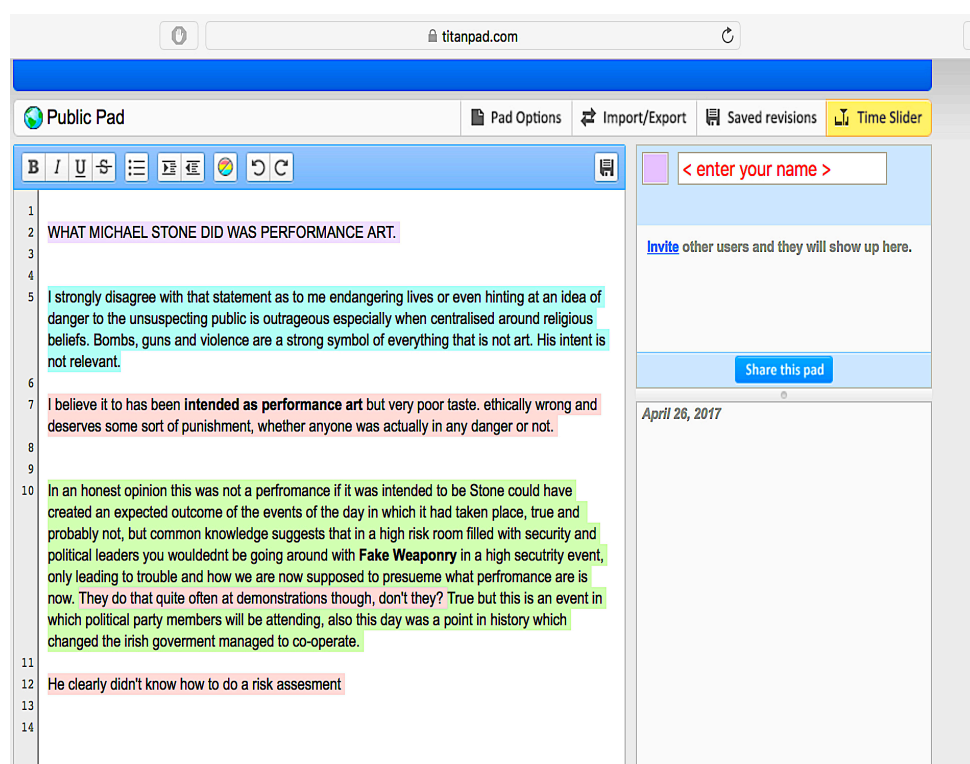 titanpad.com
Public Pad
Pad Options
Import/Export
Saved revisions
Time Slider
B I U S
< enter your name >
Invite other users and they will show up here.
Share this pad
April 26, 2017
1
2 WHAT MICHAEL STONE DID WAS PERFORMANCE ART.
3
4
5 I strongly disagree with that statement as to me endangering lives or even hinting at an idea of
danger to the unsuspecting public is outrageous especially when centralised around religious
beliefs. Bombs, guns and violence are a strong symbol of everything that is not art. His intent is
not relevant.
6
7 I believe it to has been intended as performance art but very poor taste. ethically wrong and
deserves some sort of punishment, whether anyone was actually in any danger or not.
8
9
10 In an honest opinion this was not a perfromance if it was intended to be Stone could have
created an expected outcome of the events of the day in which it had taken place, true and
probably not, but common knowledge suggests that in a high risk room filled with security and
political leaders you wouldednt be going around with Fake Weaponry in a high secutrity event,
only leading to trouble and how we are now supposed to presueme what perfromance are is
now. They do that quite often at demonstrations though, don't they? True but this is an event in
which political party members will be attending, also this day was a point in history which
changed the irish goverment managed to co-operate.
11
12 He clearly didn't know how to do a risk assesment
13
14